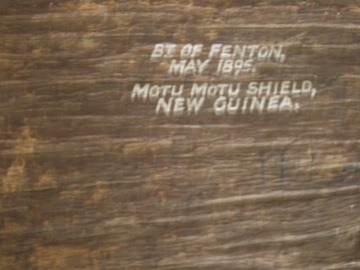 BT OF FENTON,
MAY 1895.
MOTU MOTU SHIELD,
NEW GUINEA.